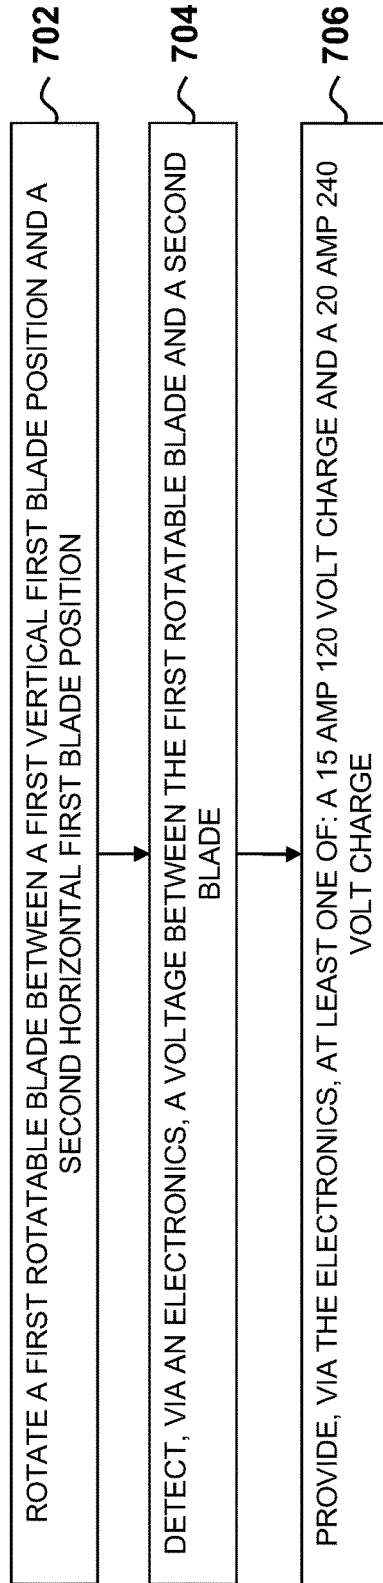 ROTATE A FIRST ROTATABLE BLADE BETWEEN A FIRST VERTICAL FIRST BLADE POSITION AND A
SECOND HORIZONTAL FIRST BLADE POSITION
702
DETECT, VIA AN ELECTRONICS, A VOLTAGE BETWEEN THE FIRST ROTATABLE BLADE AND A SECOND
BLADE
704
PROVIDE, VIA THE ELECTRONICS, AT LEAST ONE OF: A 15 AMP 120 VOLT CHARGE AND A 20 AMP 240
VOLT CHARGE
706